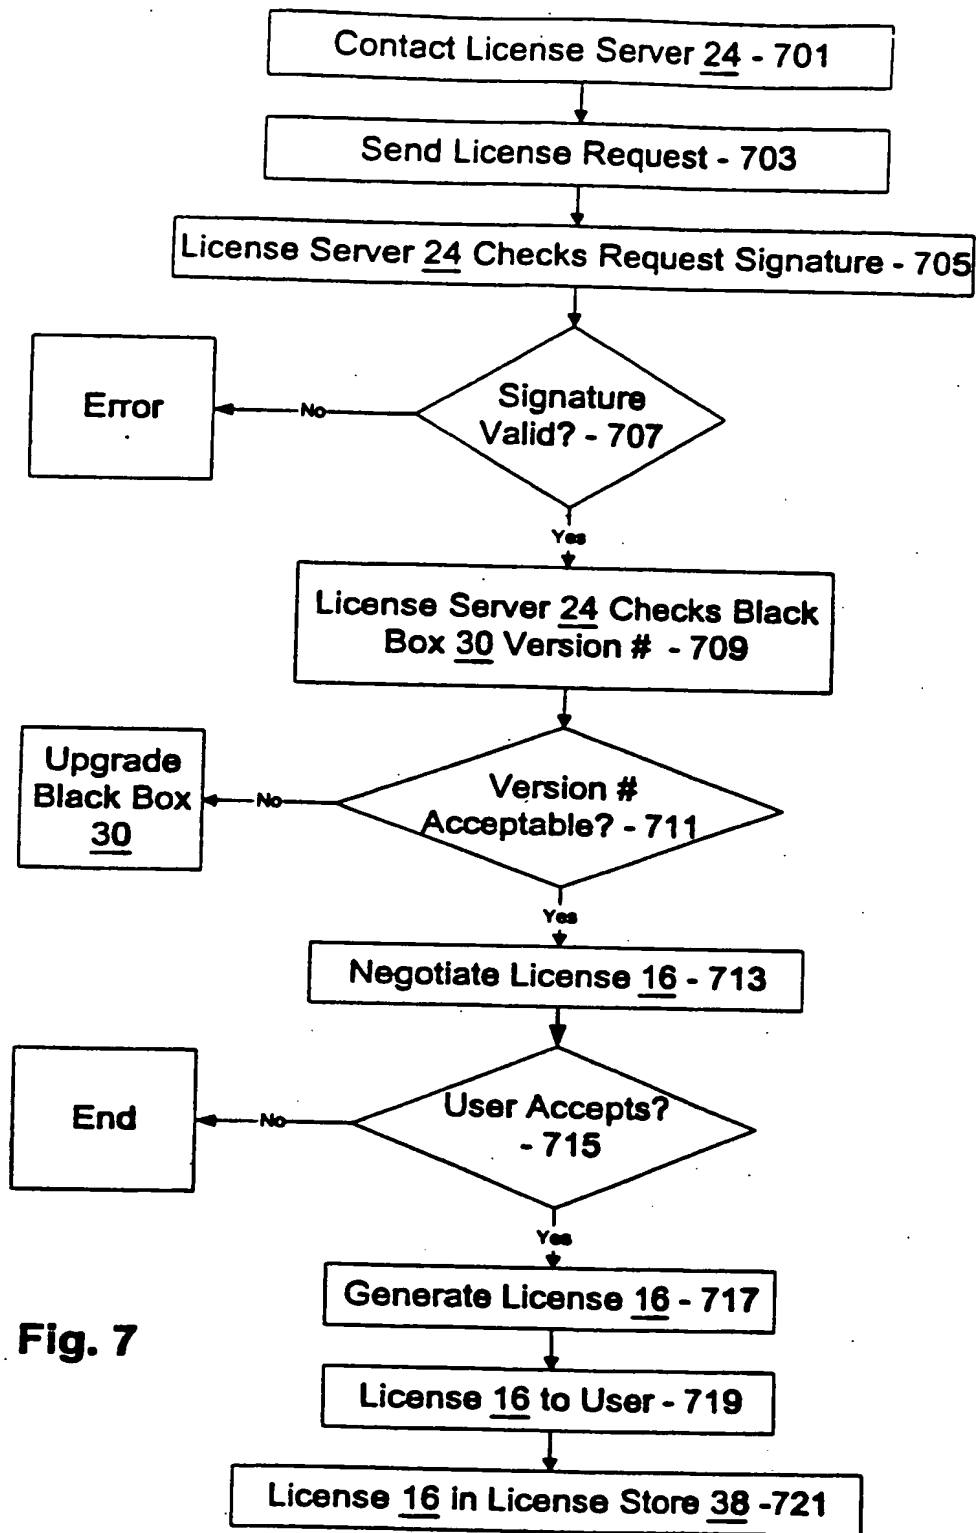 Contact License Server 24 - 701
Send License Request - 703
License Server 24 Checks Request Signature - 705
Signature
Valid? - 707
No
Error
Yes
License Server 24 Checks Black
Box 30 Version # - 709
Version #
Acceptable? - 711
No
Upgrade
Black Box
30
Yes
Negotiate License 16 - 713
User Accepts?
- 715
No
End
Yes
Generate License 16 - 717
License 16 to User - 719
License 16 in License Store 38 -721
Fig. 7